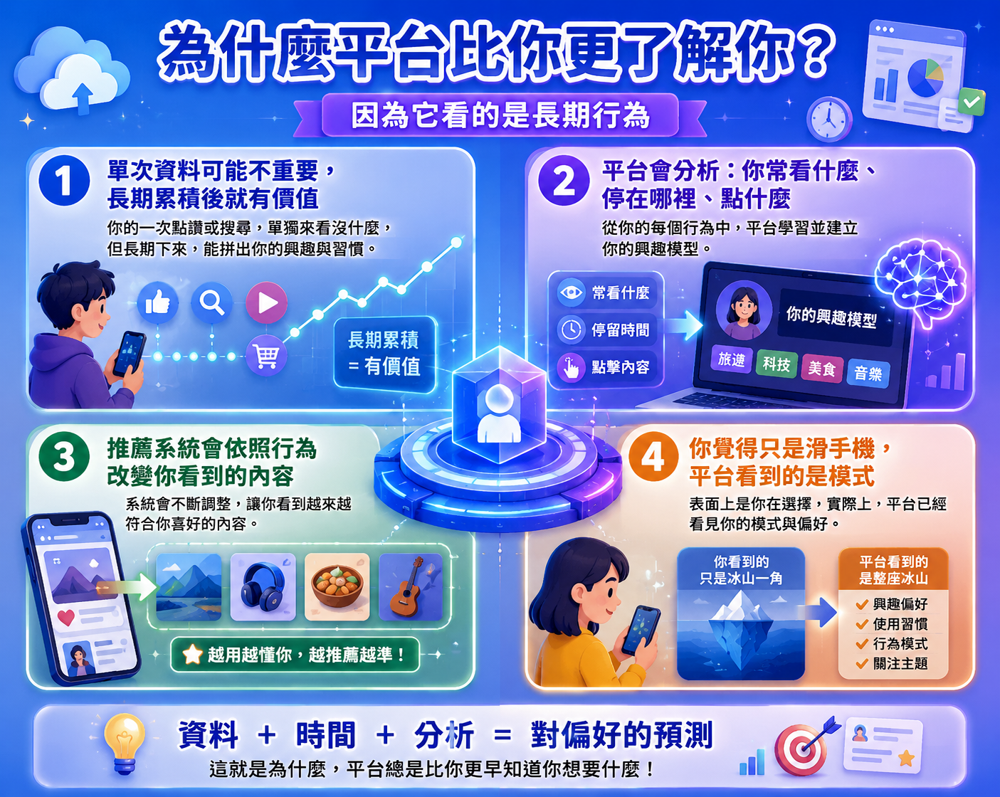 為什麼平台比你更了解你？
因為它看的是長期行為
1
單次資料可能不重要，
長期累積後就有價值
你的一次點讚或搜尋，單獨來看沒什麼，
但長期下來，能拼出你的興趣與習慣。
長期累積
= 有價值
2
平台會分析：你常看什麼、
停在哪裡、點什麼
從你的每個行為中，平台學習並建立
你的興趣模型。
常看什麼
停留時間
點擊內容
你的興趣模型
科技
美食
音樂
3
推薦系統會依照行為
改變你看到的內容
系統會不斷調整，讓你看到越來越
符合你喜好的內容。
越用越懂你，越推薦越準！
4
你覺得只是滑手機，
平台看到的是模式
表面上是你在選擇，實際上，平台已經
看見你的模式與偏好。
你看到的
只是冰山一角
平台看到的
是整座冰山
興趣偏好
使用習慣
行為模式
關注主題
資料 + 時間 + 分析 = 對偏好的預測
這就是為什麼，平台總是比你更早知道你想要什麼！